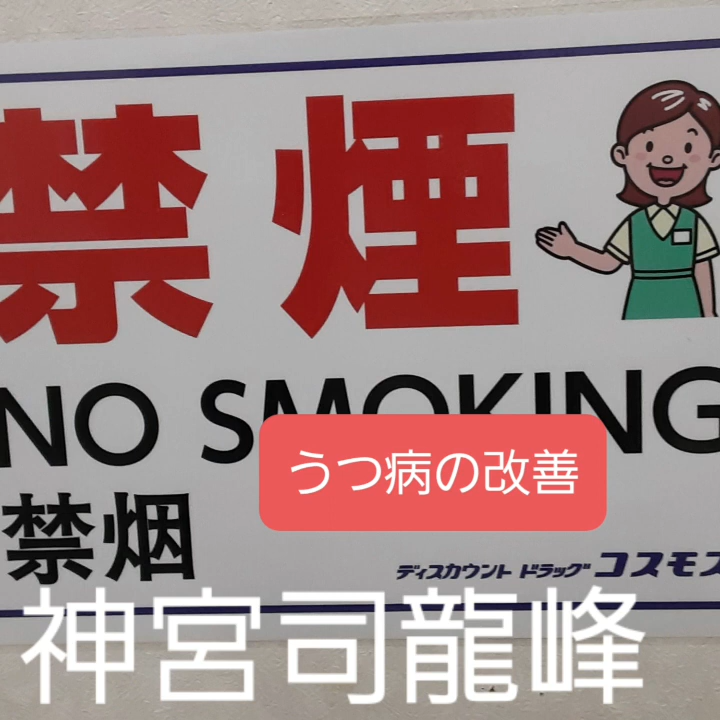 禁煙
NO SMOKING
うつ病の改善
禁烟
ディスカウント ドラッグ コスモス
神宮司龍峰